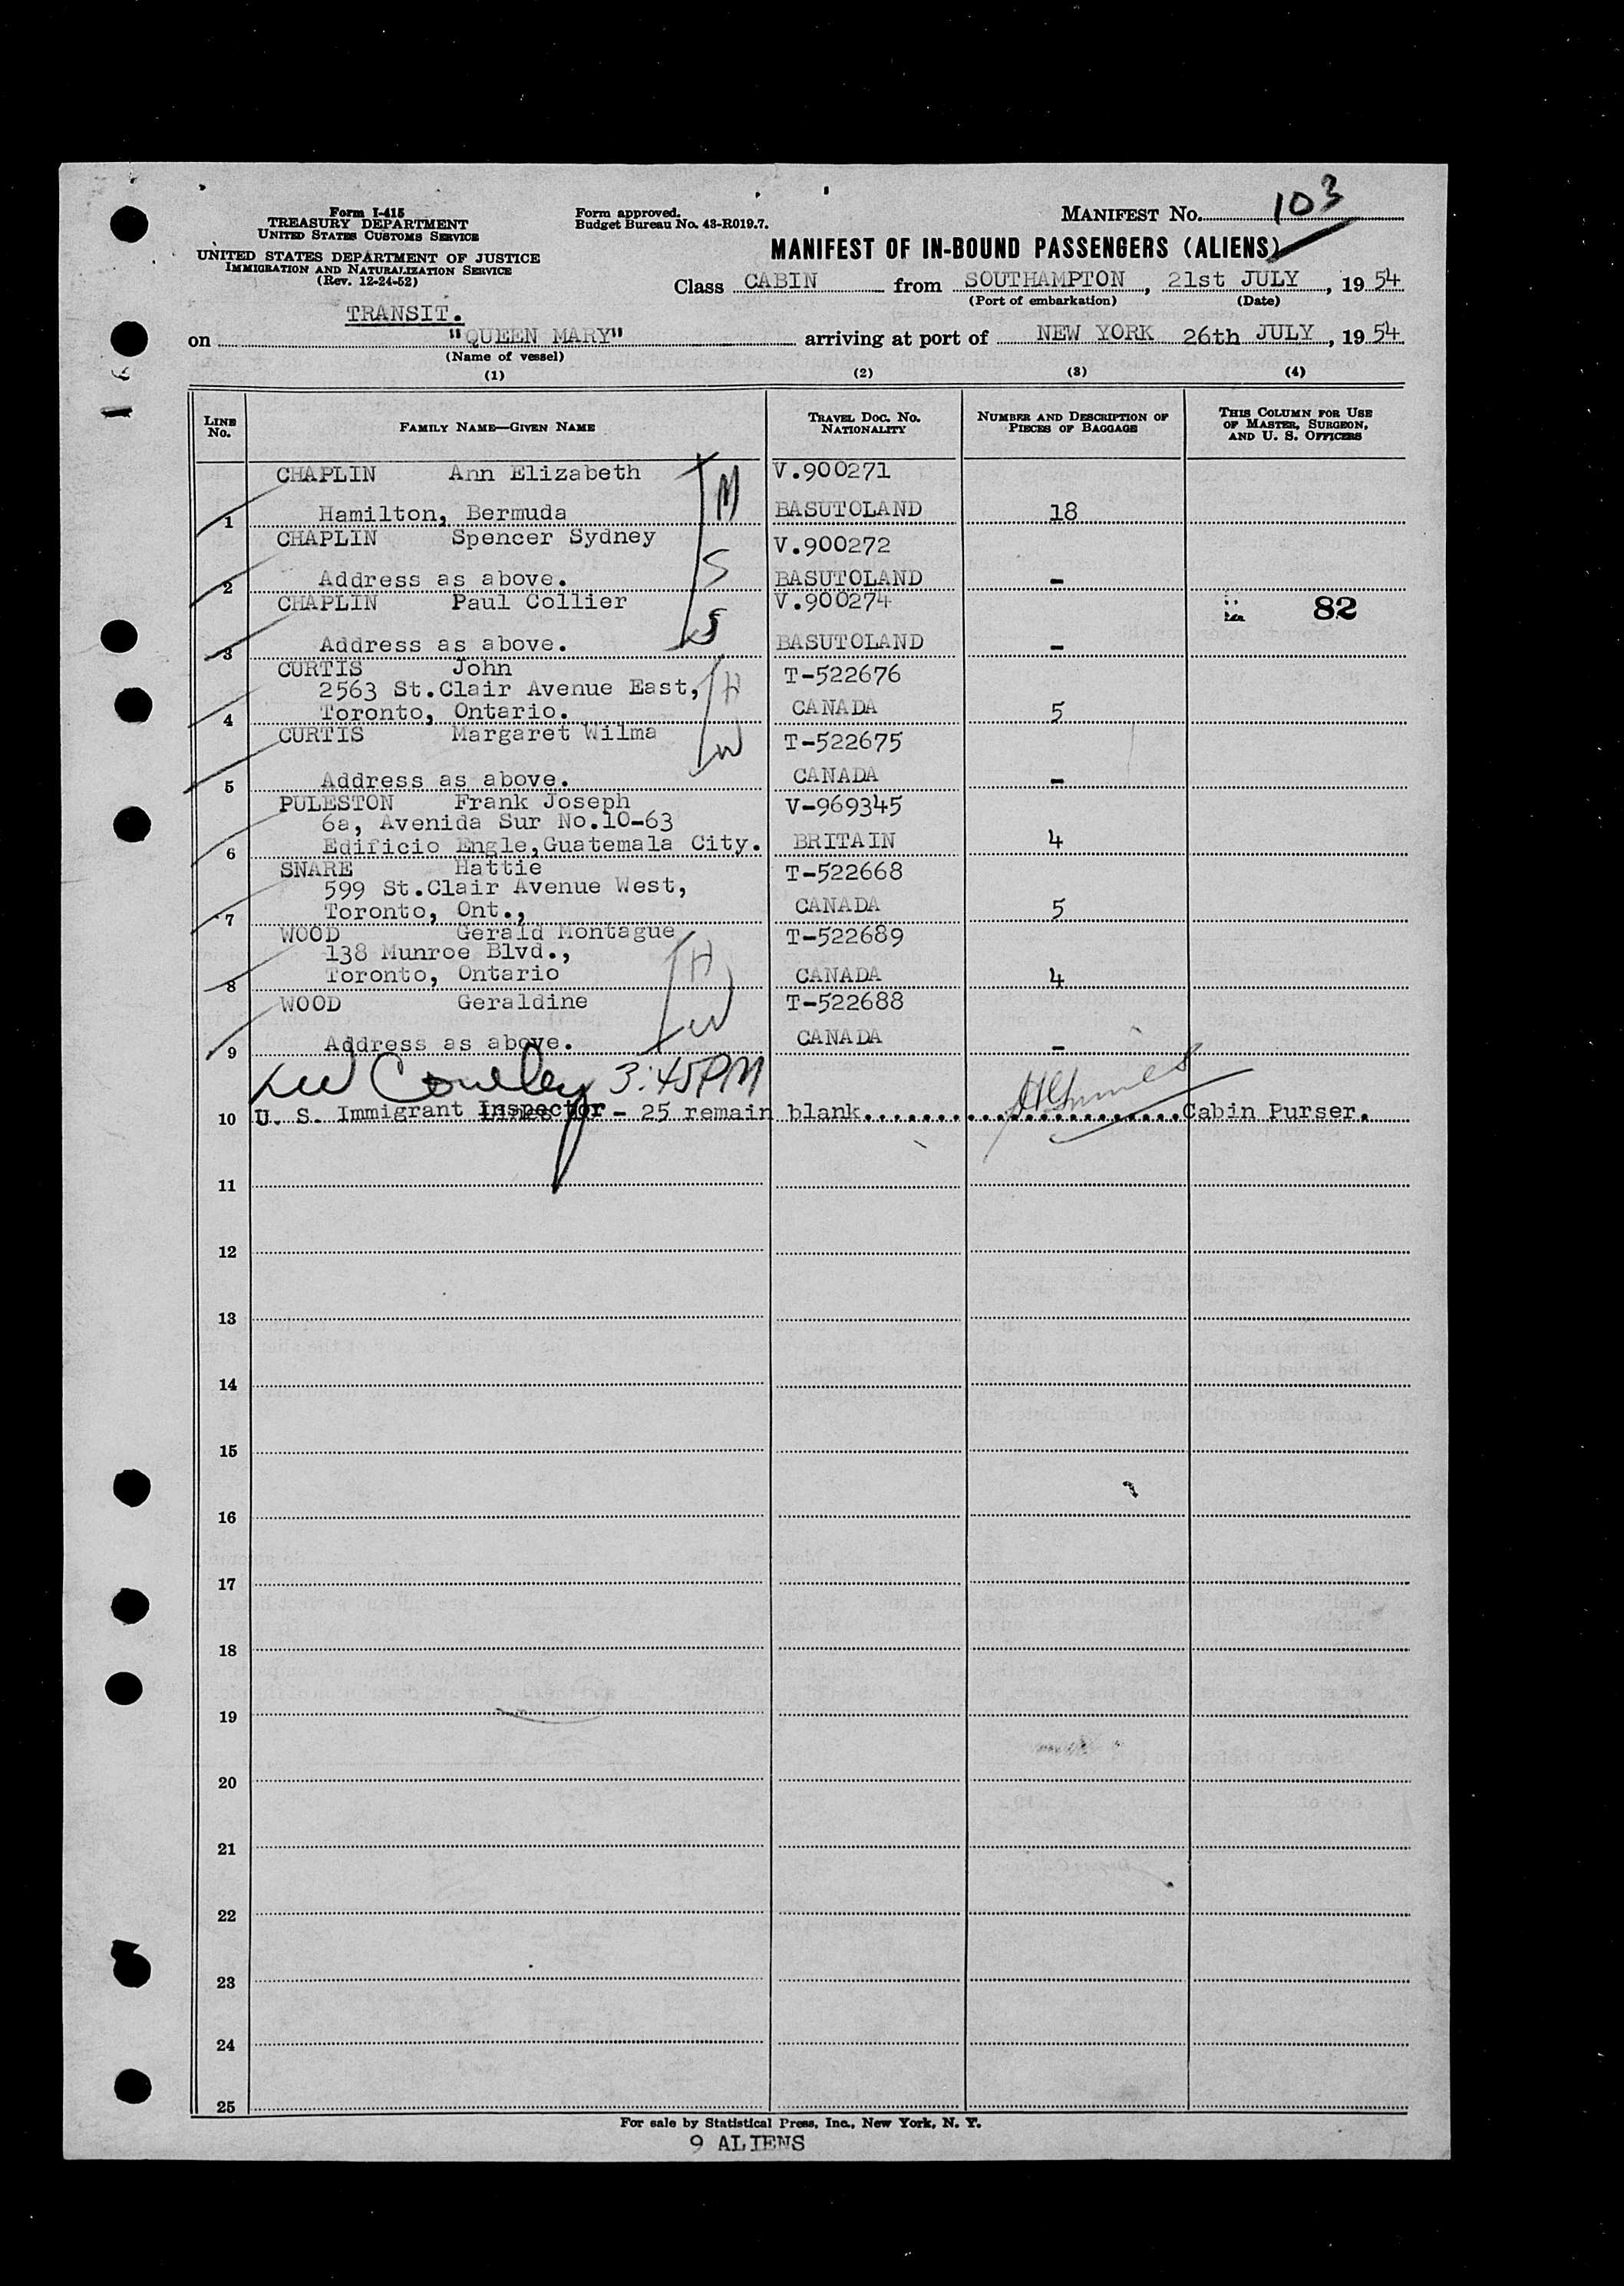 Form I-415
TREASURY DEPARTMENT
UNITED STATES CUSTOMS SERVICE
UNITED STATES DEPARTMENT OF JUSTICE
IMMIGRATION AND NATURALIZATION SERVICE
(Rev. 12-24-52)
Form approved.
Budget Bureau No. 43-R019.7.
MANIFEST NO. 103
MANIFEST OF IN-BOUND PASSENGERS (ALIENS)
Class CABIN from SOUTHAMPTON, 21st JULY, 1954
(Port of embarkation) (Date)
TRANSIT.
on "QUEEN MARY" arriving at port of NEW YORK 26th JULY, 1954
(Name of vessel)
(1) (2) (3) (4)
LINE No. FAMILY NAME—GIVEN NAME TRAVEL DOC. NO. NATIONALITY NUMBER AND DESCRIPTION OF PIECES OF BAGGAGE THIS COLUMN FOR USE OF MASTER, SURGEON, AND U. S. OFFICERS
CHAPLIN Ann Elizabeth M V.900271
1 Hamilton, Bermuda BASUTOLAND 18
CHAPLIN Spencer Sydney S V.900272
2 Address as above. BASUTOLAND -
CHAPLIN Paul Collier S V.900274 82
3 Address as above. BASUTOLAND -
CURTIS John T-522676
2563 St.Clair Avenue East, H
4 Toronto, Ontario. CANADA 5
CURTIS Margaret Wilma W T-522675
5 Address as above. CANADA -
PULESTON Frank Joseph V-969345
6a, Avenida Sur No.10-63
6 Edificio Engle,Guatemala City. BRITAIN 4
SNARE Hattie T-522668
599 St.Clair Avenue West,
7 Toronto, Ont., CANADA 5
WOOD Gerald Montague T-522689
138 Munroe Blvd., H
8 Toronto, Ontario CANADA 4
WOOD Geraldine W T-522688
9 Address as above. CANADA -
3:45PM
10 U. S. Immigrant Inspector - 25 remain blank....................Cabin Purser.
11
12
13
14
15
16
17
18
19
20
21
22
23
24
25
For sale by Statistical Press, Inc., New York, N. Y.
9 ALIENS